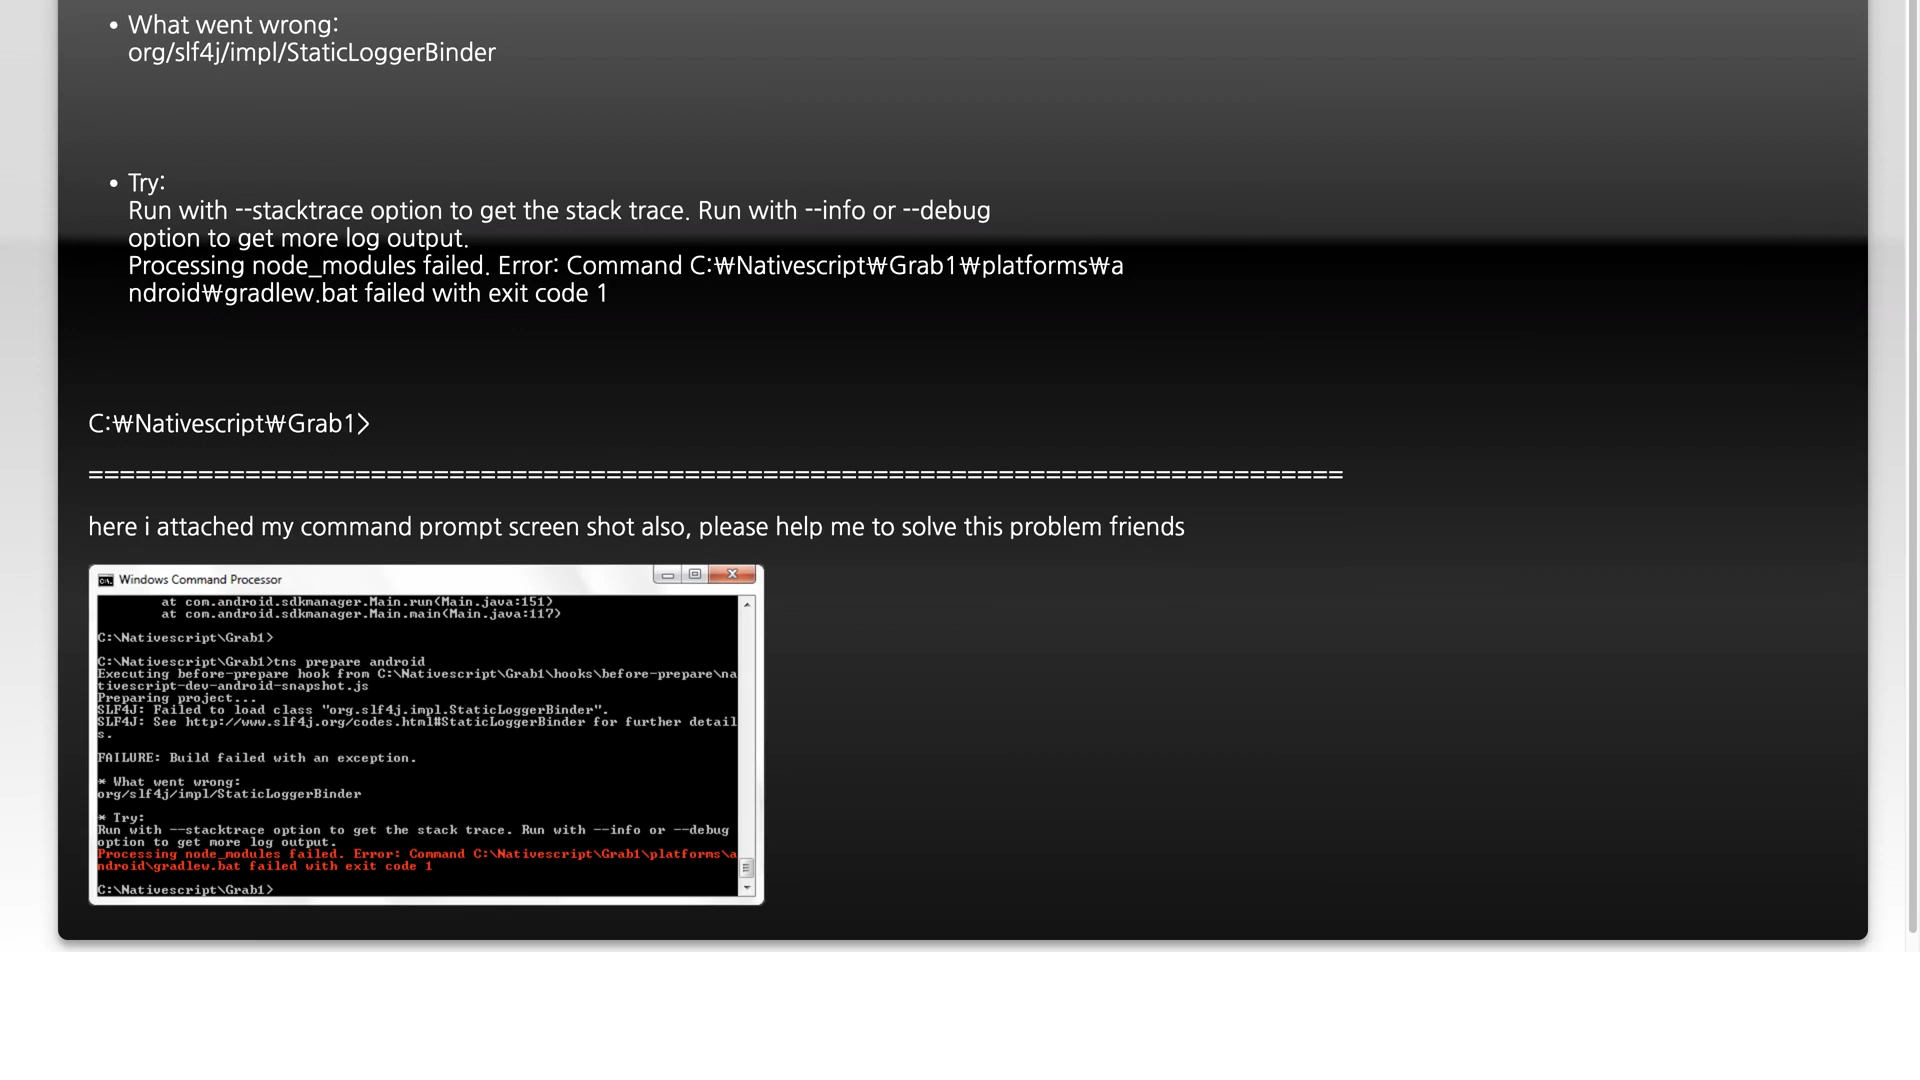 • What went wrong:
org/slf4j/impl/StaticLoggerBinder
• Try:
Run with --stacktrace option to get the stack trace. Run with --info or --debug
option to get more log output.
Processing node_modules failed. Error: Command C:₩Nativescript₩Grab1₩platforms₩a
ndroid₩gradlew.bat failed with exit code 1
C:₩Nativescript₩Grab1>
================================================================================
here i attached my command prompt screen shot also, please help me to solve this problem friends
Windows Command Processor
at com.android.sdkmanager.Main.run(Main.java:151)
at com.android.sdkmanager.Main.main(Main.java:117)
C:\Nativescript\Grab1>
C:\Nativescript\Grab1>tns prepare android
Executing before-prepare hook from C:\Nativescript\Grab1\hooks\before-prepare\na
tivescript-dev-android-snapshot.js
Preparing project...
SLF4J: Failed to load class "org.slf4j.impl.StaticLoggerBinder".
SLF4J: See http://www.slf4j.org/codes.html#StaticLoggerBinder for further detail
s.
FAILURE: Build failed with an exception.
* What went wrong:
org/slf4j/impl/StaticLoggerBinder
* Try:
Run with --stacktrace option to get the stack trace. Run with --info or --debug
option to get more log output.
Processing node_modules failed. Error: Command C:\Nativescript\Grab1\platforms\a
ndroid\gradlew.bat failed with exit code 1
C:\Nativescript\Grab1>